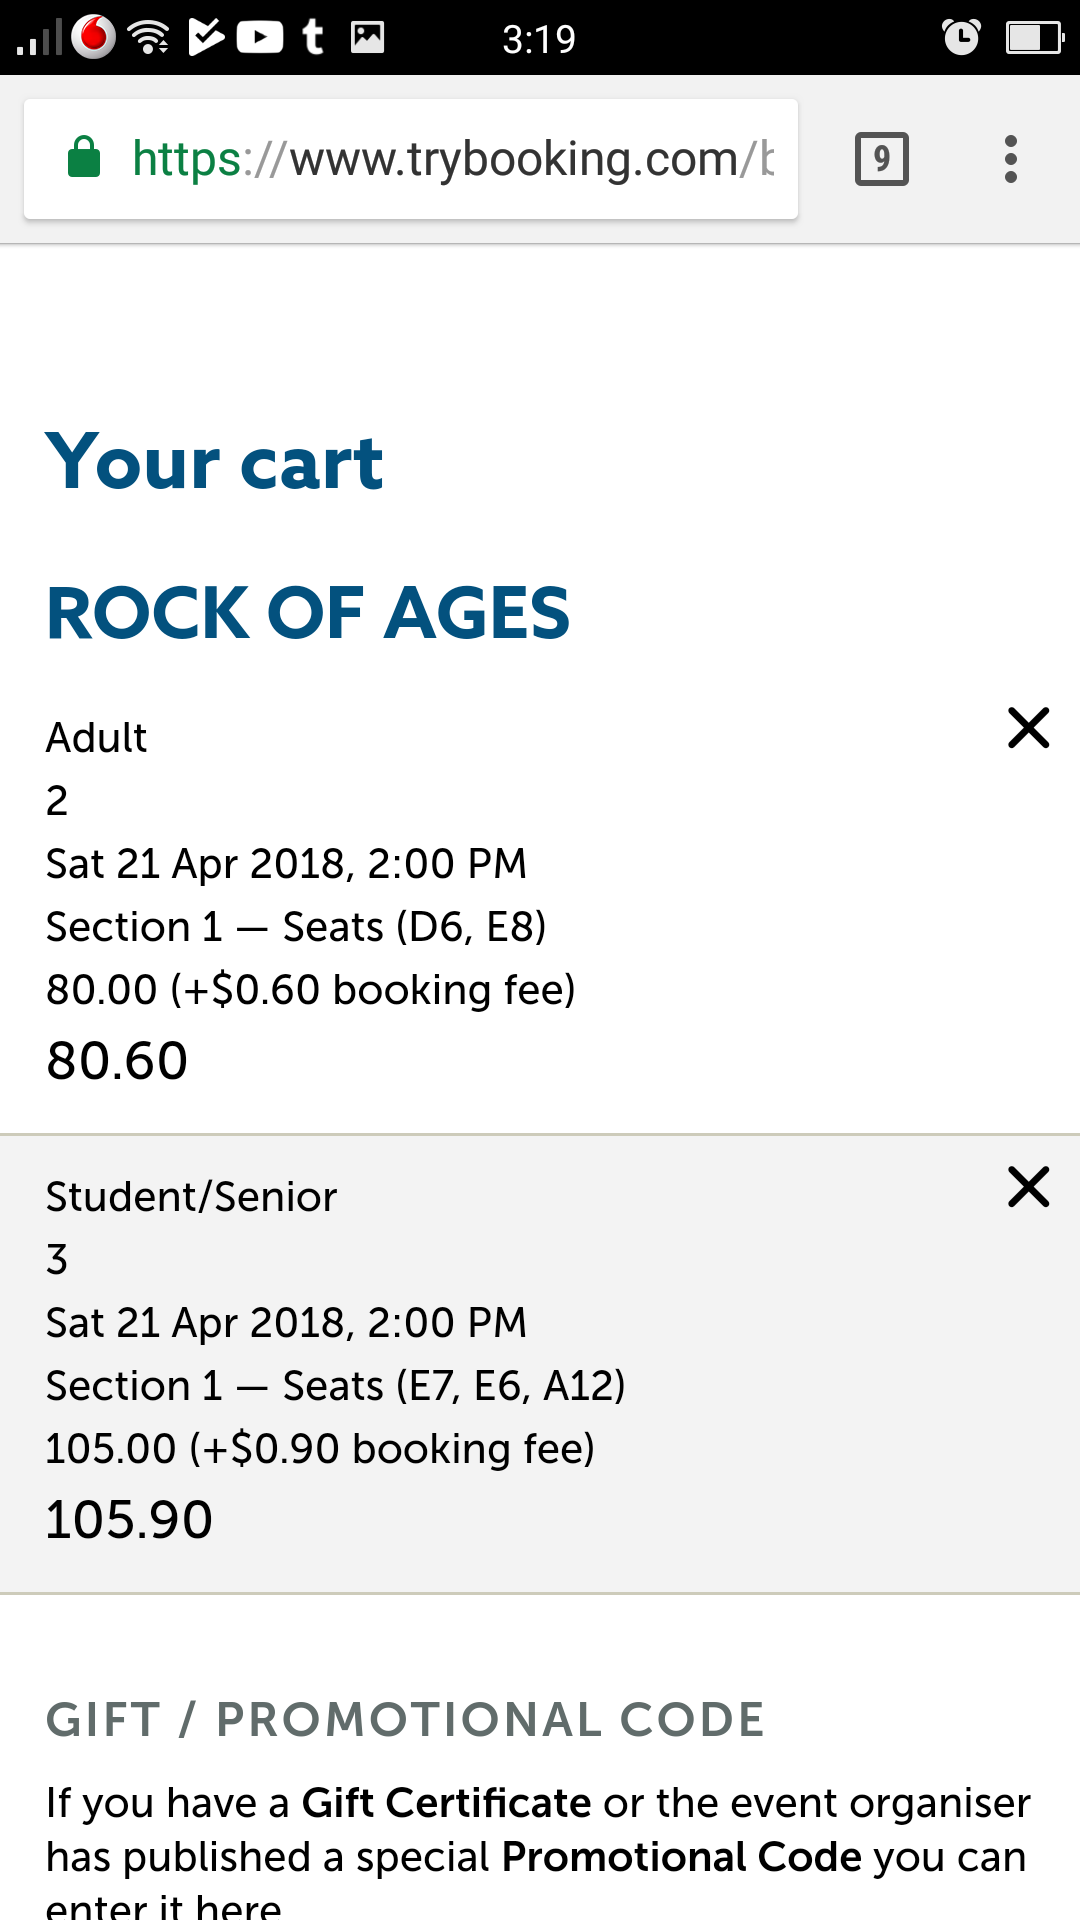 3:19
https://www.trybooking.com/b
9
Your cart
ROCK OF AGES
Adult
2
Sat 21 Apr 2018, 2:00 PM
Section 1 — Seats (D6, E8)
80.00 (+$0.60 booking fee)
80.60
Student/Senior
3
Sat 21 Apr 2018, 2:00 PM
Section 1 — Seats (E7, E6, A12)
105.00 (+$0.90 booking fee)
105.90
GIFT / PROMOTIONAL CODE
If you have a Gift Certificate or the event organiser
has published a special Promotional Code you can
enter it here